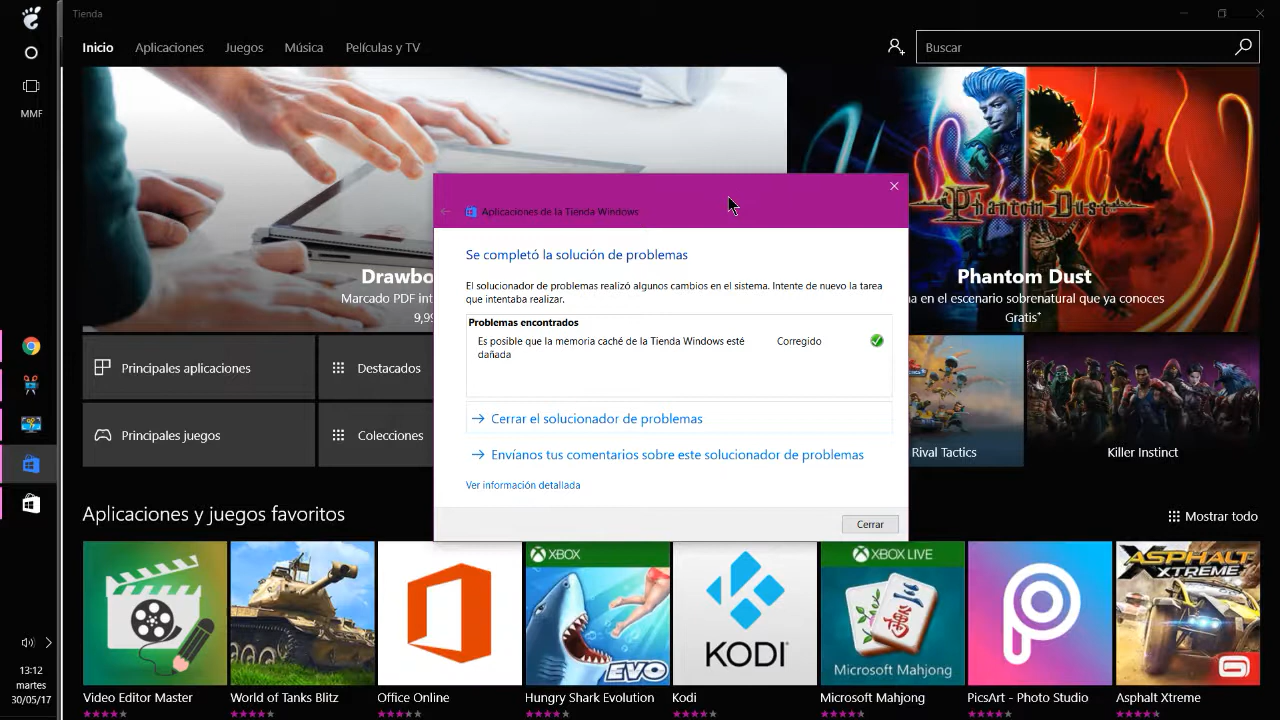 Tienda
Inicio
Aplicaciones
Juegos
Música
Películas y TV
Buscar
MMF
Phantom Dust
Drawbo
Marcado PDF int
9,99
Phantom Dust
na en el escenario sobrenatural que ya conoces
Gratis*
Aplicaciones de la Tienda Windows
Se completó la solución de problemas
El solucionador de problemas realizó algunos cambios en el sistema. Intente de nuevo la tarea
que intentaba realizar.
Problemas encontrados
Es posible que la memoria caché de la Tienda Windows esté
dañada
Corregido
Cerrar el solucionador de problemas
Envíanos tus comentarios sobre este solucionador de problemas
Ver información detallada
Cerrar
Principales aplicaciones
Destacados
Principales juegos
Colecciones
Rival Tactics
Killer Instinct
Aplicaciones y juegos favoritos
Mostrar todo
XBOX
EVO
KODI
XBOX LIVE
Microsoft Mahjong
ASPHALT
XTREME
Video Editor Master
World of Tanks Blitz
Office Online
Hungry Shark Evolution
Kodi
Microsoft Mahjong
PicsArt - Photo Studio
Asphalt Xtreme
13:12
martes
30/05/17